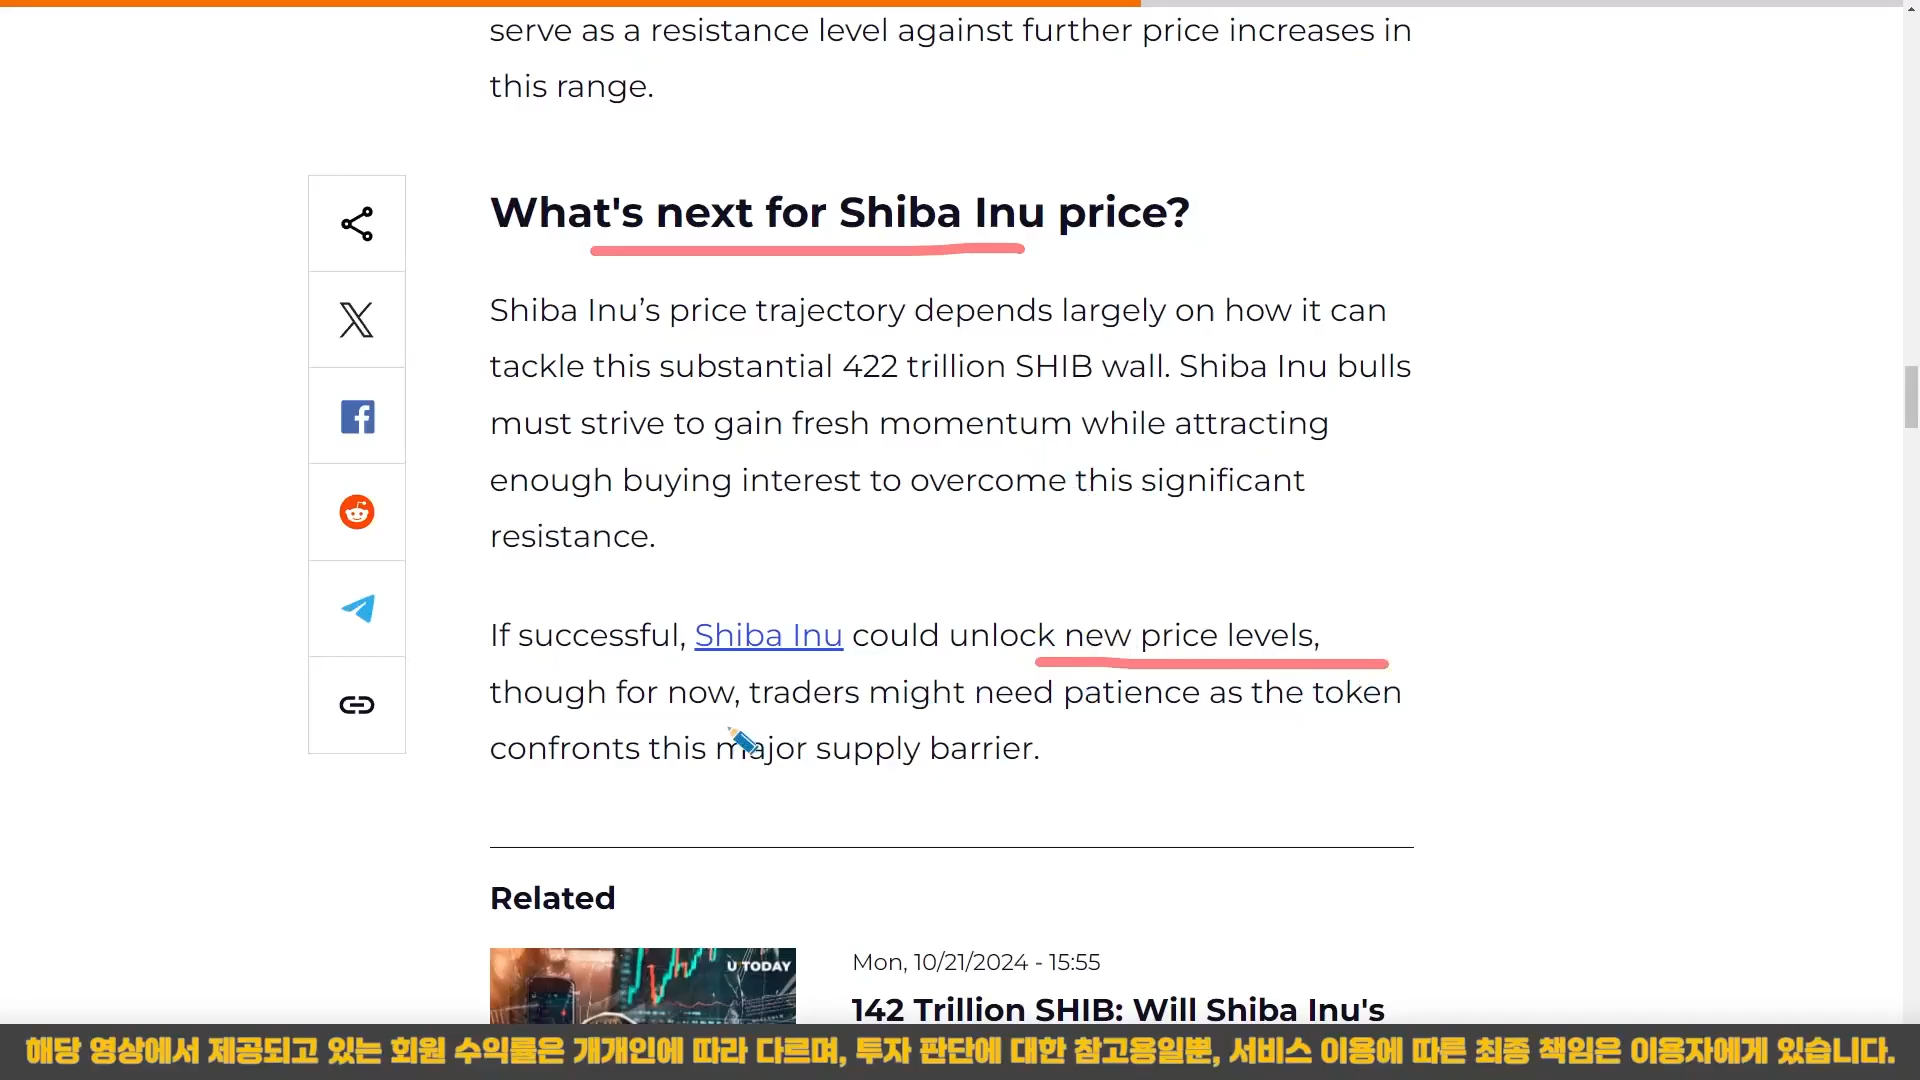 serve as a resistance level against further price increases in
this range.
What's next for Shiba Inu price?
Shiba Inu’s price trajectory depends largely on how it can
tackle this substantial 422 trillion SHIB wall. Shiba Inu bulls
must strive to gain fresh momentum while attracting
enough buying interest to overcome this significant
resistance.
If successful, Shiba Inu could unlock new price levels,
though for now, traders might need patience as the token
confronts this major supply barrier.
Related
U TODAY
Mon, 10/21/2024 - 15:55
142 Trillion SHIB: Will Shiba Inu's
해당 영상에서 제공되고 있는 회원 수익률은 개개인에 따라 다르며, 투자 판단에 대한 참고용일뿐, 서비스 이용에 따른 최종 책임은 이용자에게 있습니다.